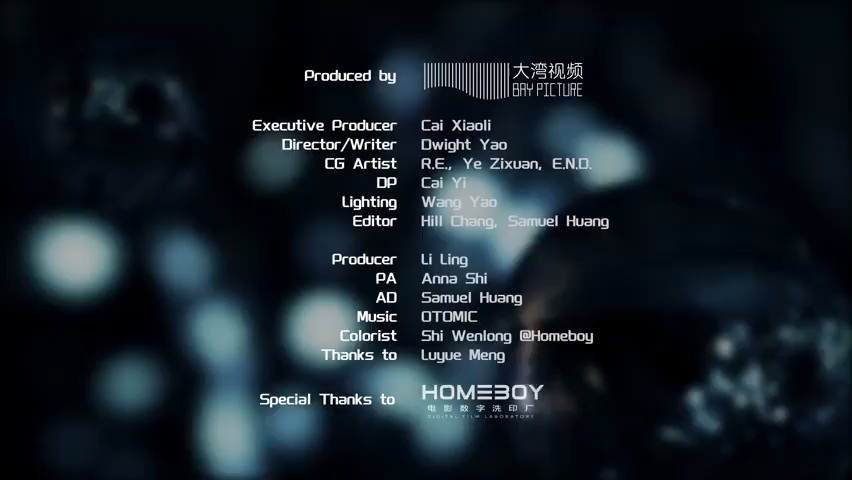 Produced by 大湾视频
BAY PICTURE
Executive Producer Cai Xiaoli
Director/Writer Dwight Yao
CG Artist R.E., Ye Zixuan, E.N.D.
DP Cai Yi
Lighting Wang Yao
Editor Hill Chang, Samuel Huang
Producer Li Ling
PA Anna Shi
AD Samuel Huang
Music OTOMIC
Colorist Shi Wenlong @Homeboy
Thanks to Luyue Meng
Special Thanks to HOMEBOY
电影数字洗印厂
DIGITAL FILM LABORATORY